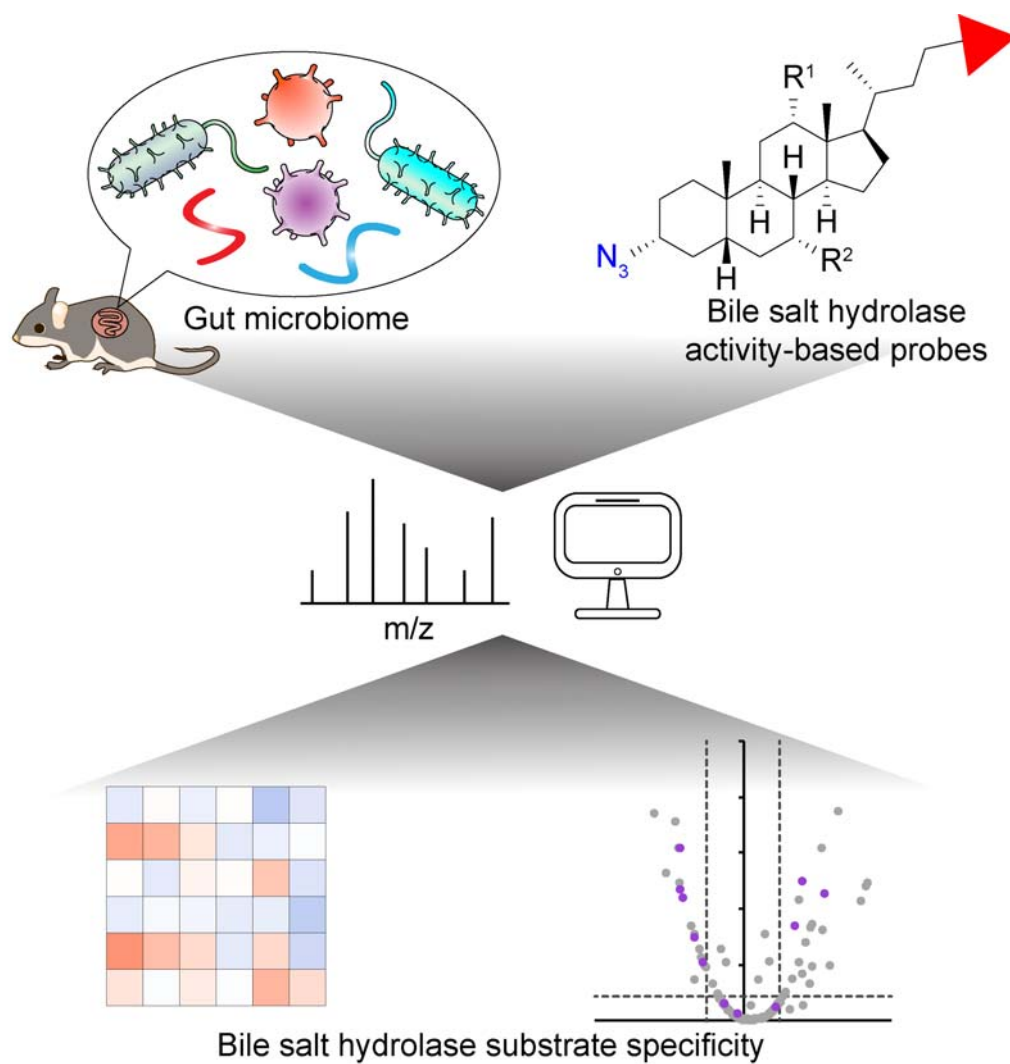 Gut microbiome
R¹
H
H
H
N₃
H
R²
Bile salt hydrolase
activity-based probes
m/z
Bile salt hydrolase substrate specificity